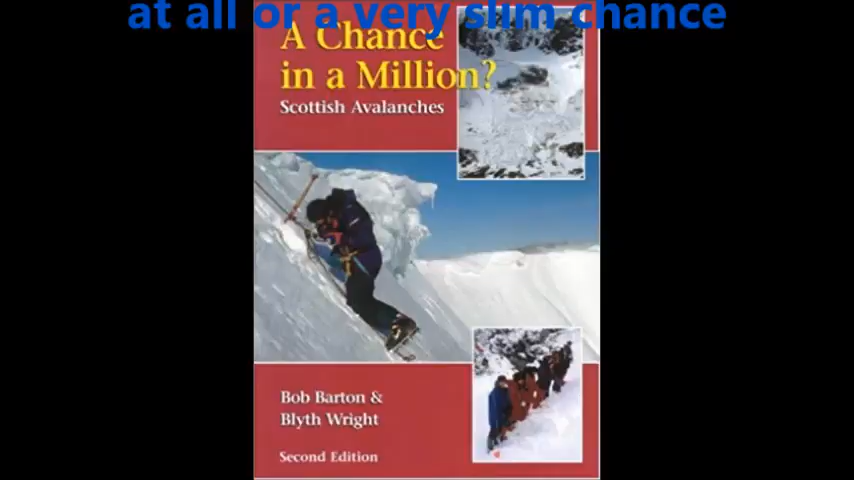 at all or a very slim chance
A Chance
in a Million?
Scottish Avalanches
Bob Barton &
Blyth Wright
Second Edition